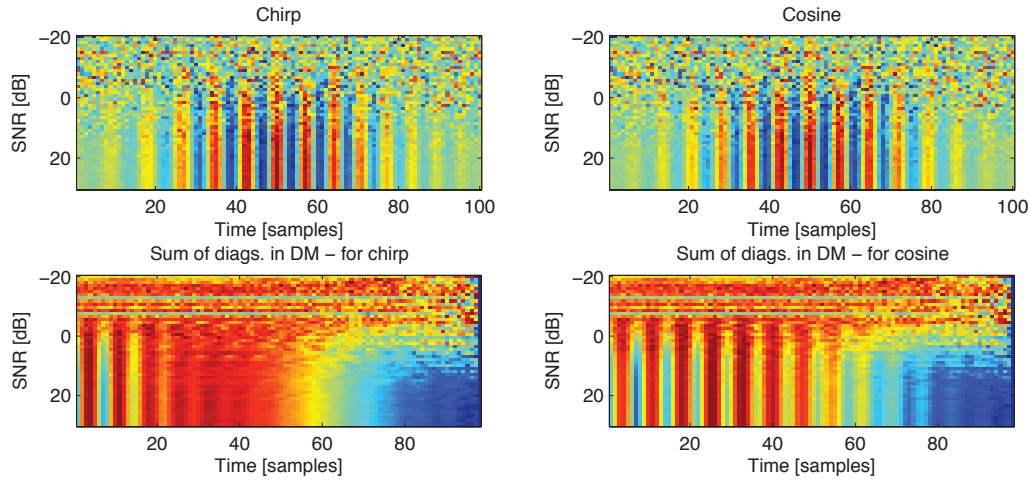 Chirp
−20
0
20
SNR [dB]
20 40 60 80 100
Time [samples]
Cosine
−20
0
20
SNR [dB]
20 40 60 80 100
Time [samples]
Sum of diags. in DM − for chirp
−20
0
20
SNR [dB]
20 40 60 80
Time [samples]
Sum of diags. in DM − for cosine
−20
0
20
SNR [dB]
20 40 60 80
Time [samples]